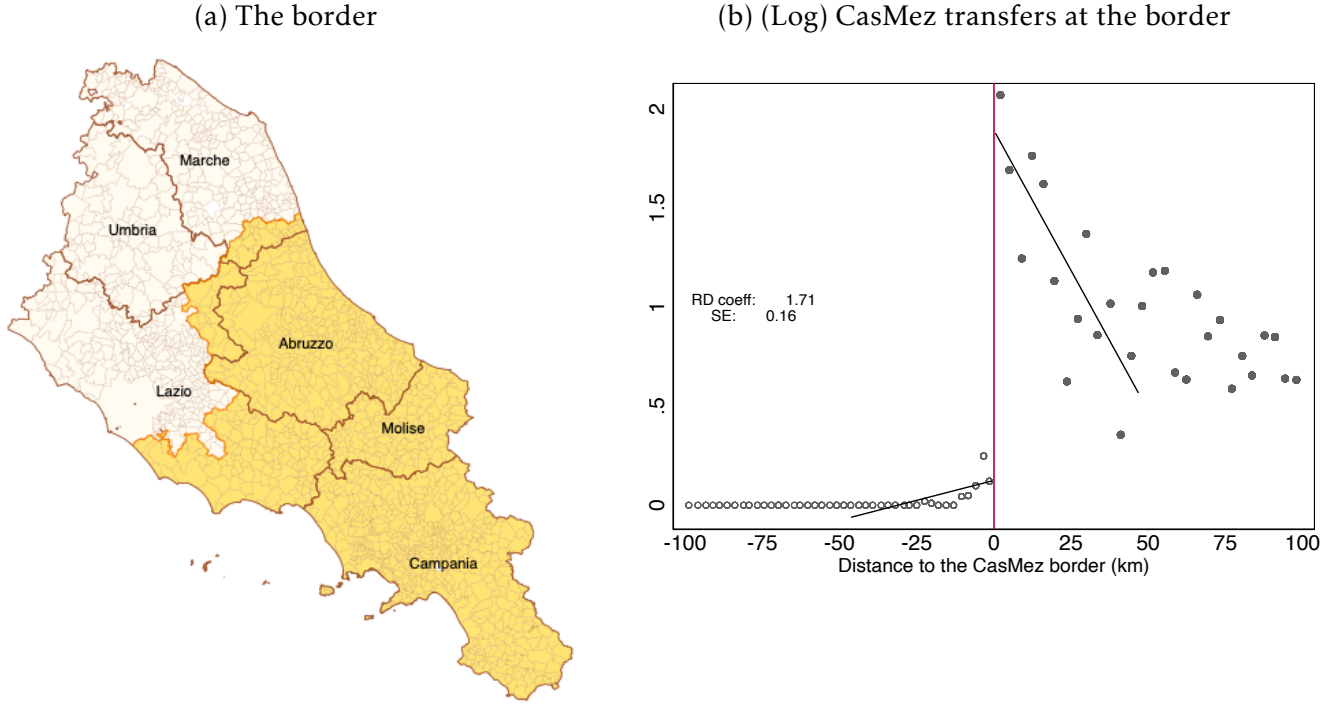 (a) The border
Marche
Umbria
Abruzzo
Lazio
Molise
Campania
(b) (Log) CasMez transfers at the border
2
1.5
1
.5
0
RD coeff: 1.71
SE: 0.16
-100 -75 -50 -25 0 25 50 75 100
Distance to the CasMez border (km)